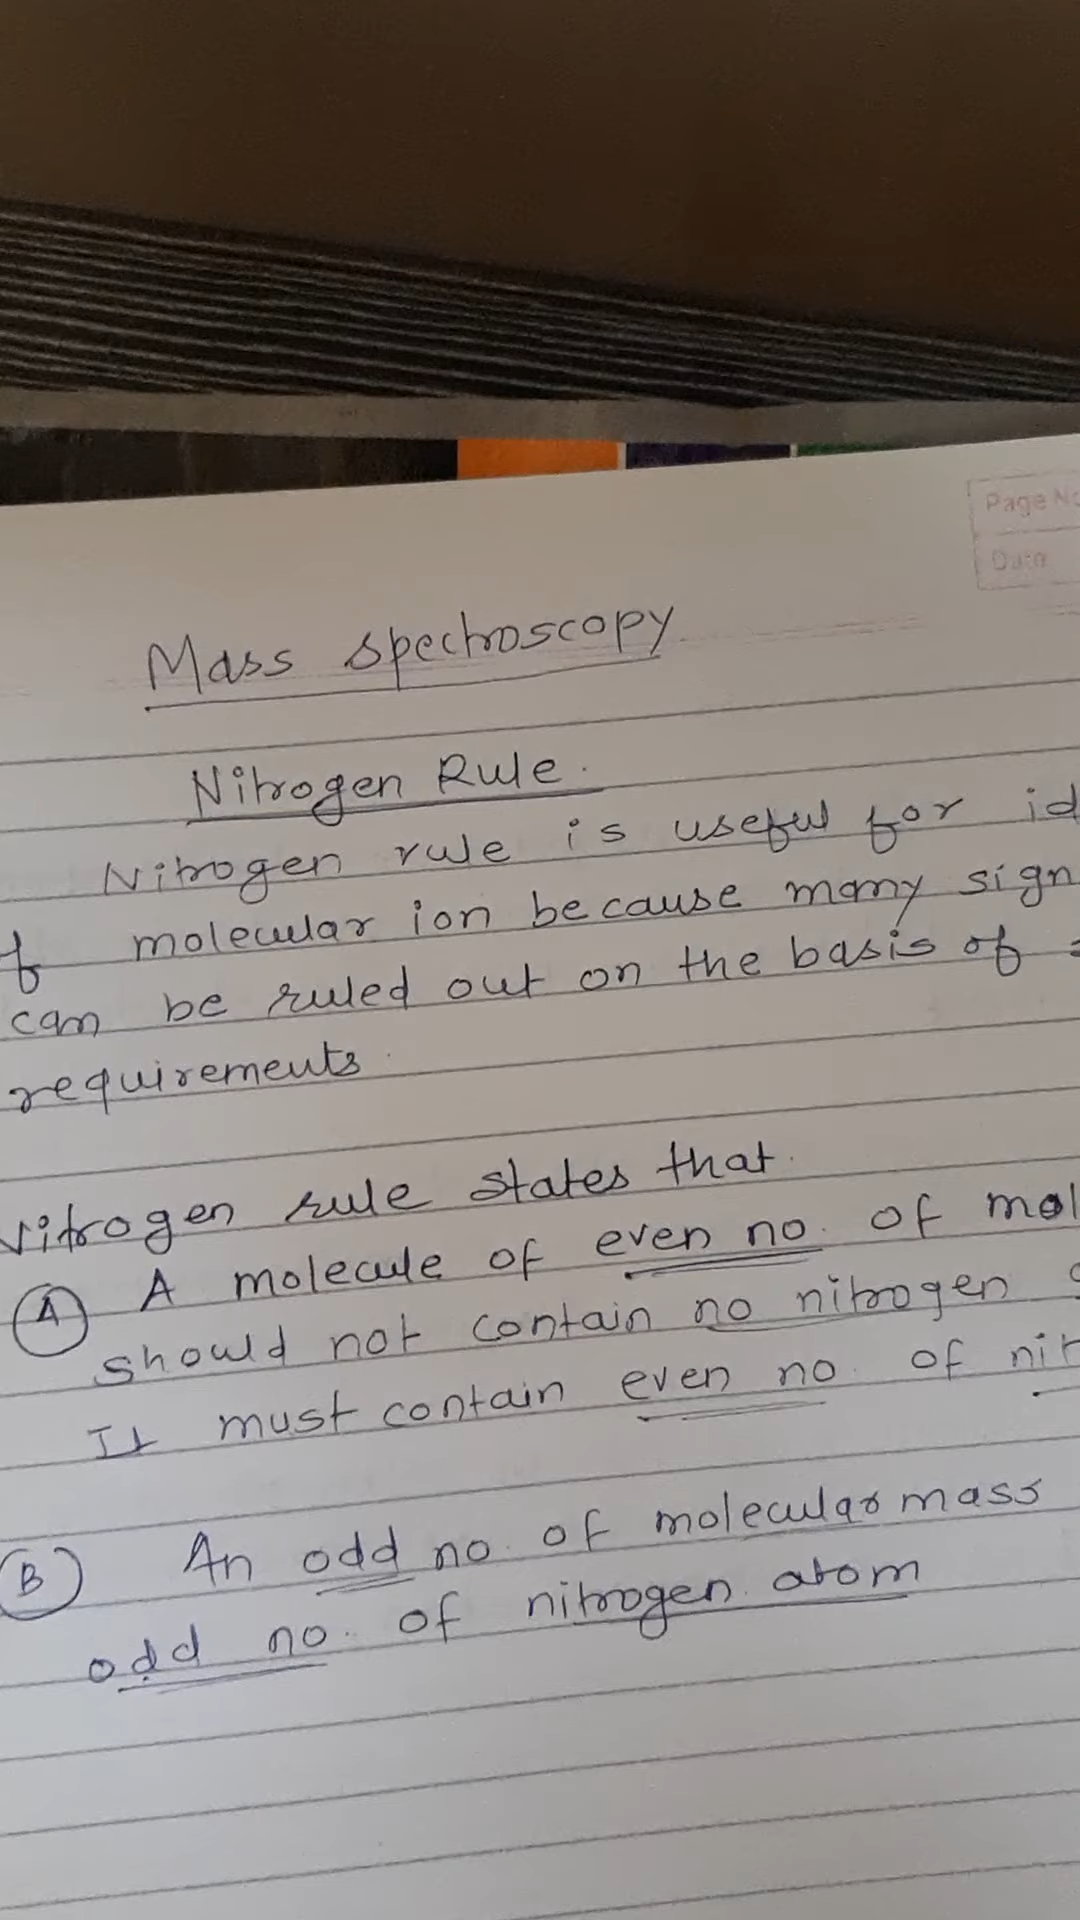 Page No
Date
Mass spectroscopy
Nitrogen Rule.
Nitrogen rule is useful for id
of molecular ion because many sign
can be ruled out on the basis of
requirements.
Nitrogen rule states that.
(A) A molecule of even no. of mol
should not contain no nitrogen
It must contain even no. of nit
(B) An odd no. of molecular mass
odd no. of nitrogen atom